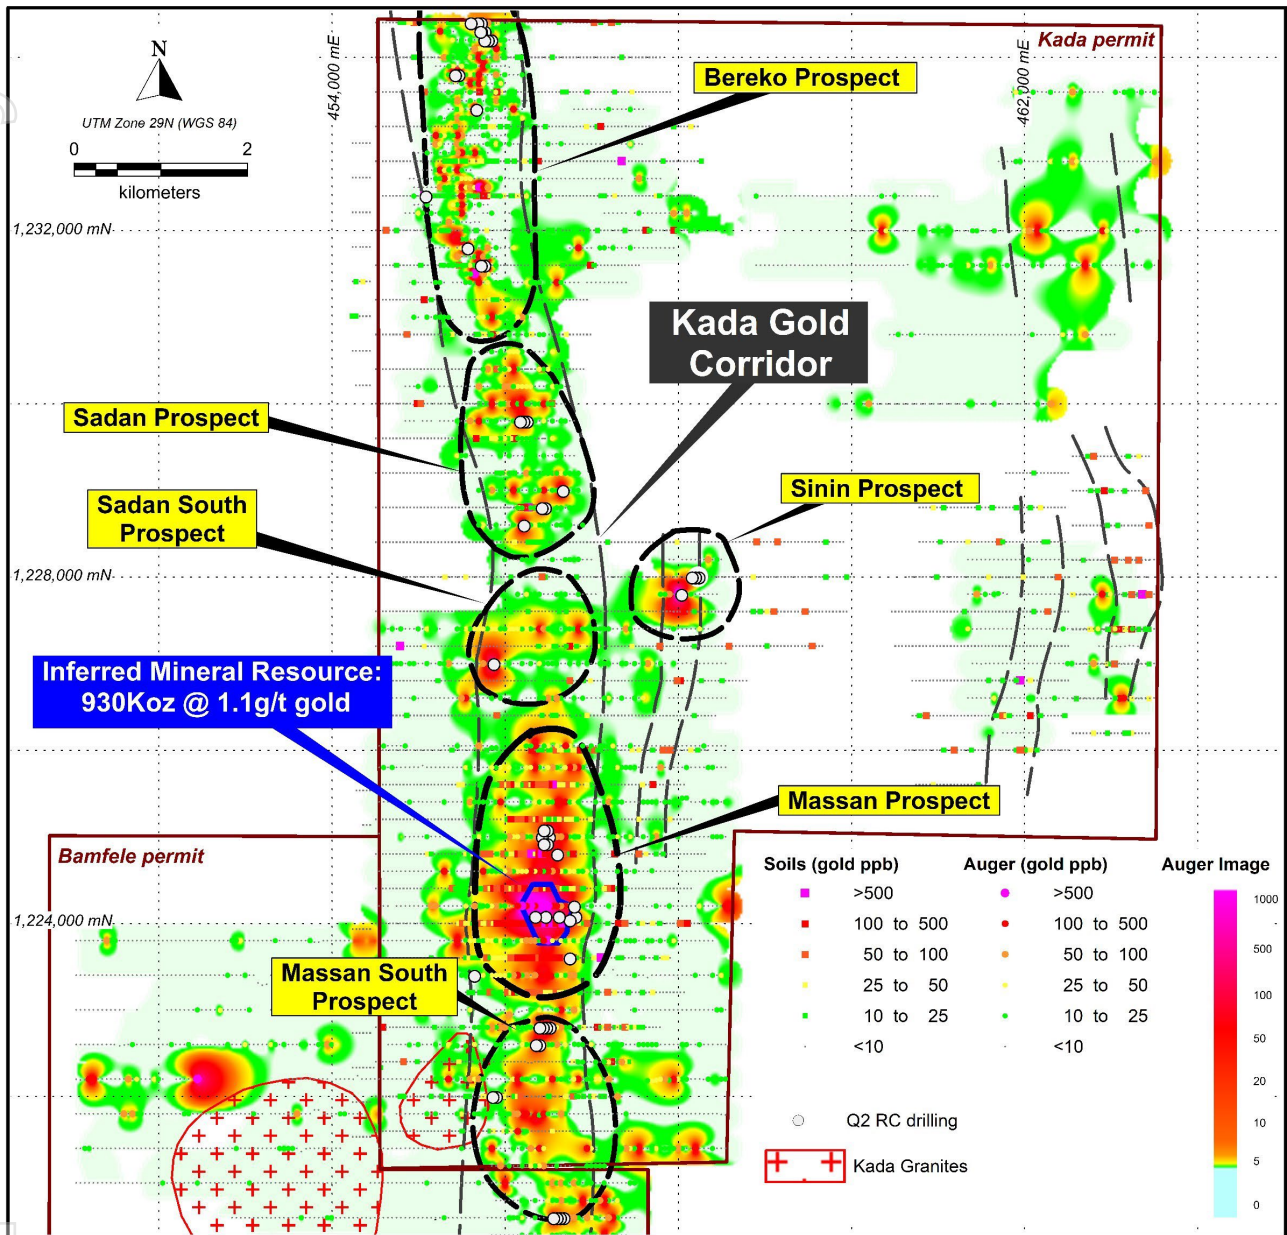 Kada permit
454,000 mE
462,000 mE
N
UTM Zone 29N (WGS 84)
0 2
kilometers
Bereko Prospect
1,232,000 mN
Kada Gold
Corridor
Sadan Prospect
Sadan South
Prospect
Sinin Prospect
1,228,000 mN
Inferred Mineral Resource:
930Koz @ 1.1g/t gold
Massan Prospect
Bamfele permit
1,224,000 mN
Massan South
Prospect
Soils (gold ppb) Auger (gold ppb) Auger Image
>500 >500 1000
100 to 500 100 to 500 500
50 to 100 50 to 100 100
25 to 50 25 to 50 50
10 to 25 10 to 25 20
<10 <10 10
5
0
Q2 RC drilling
Kada Granites